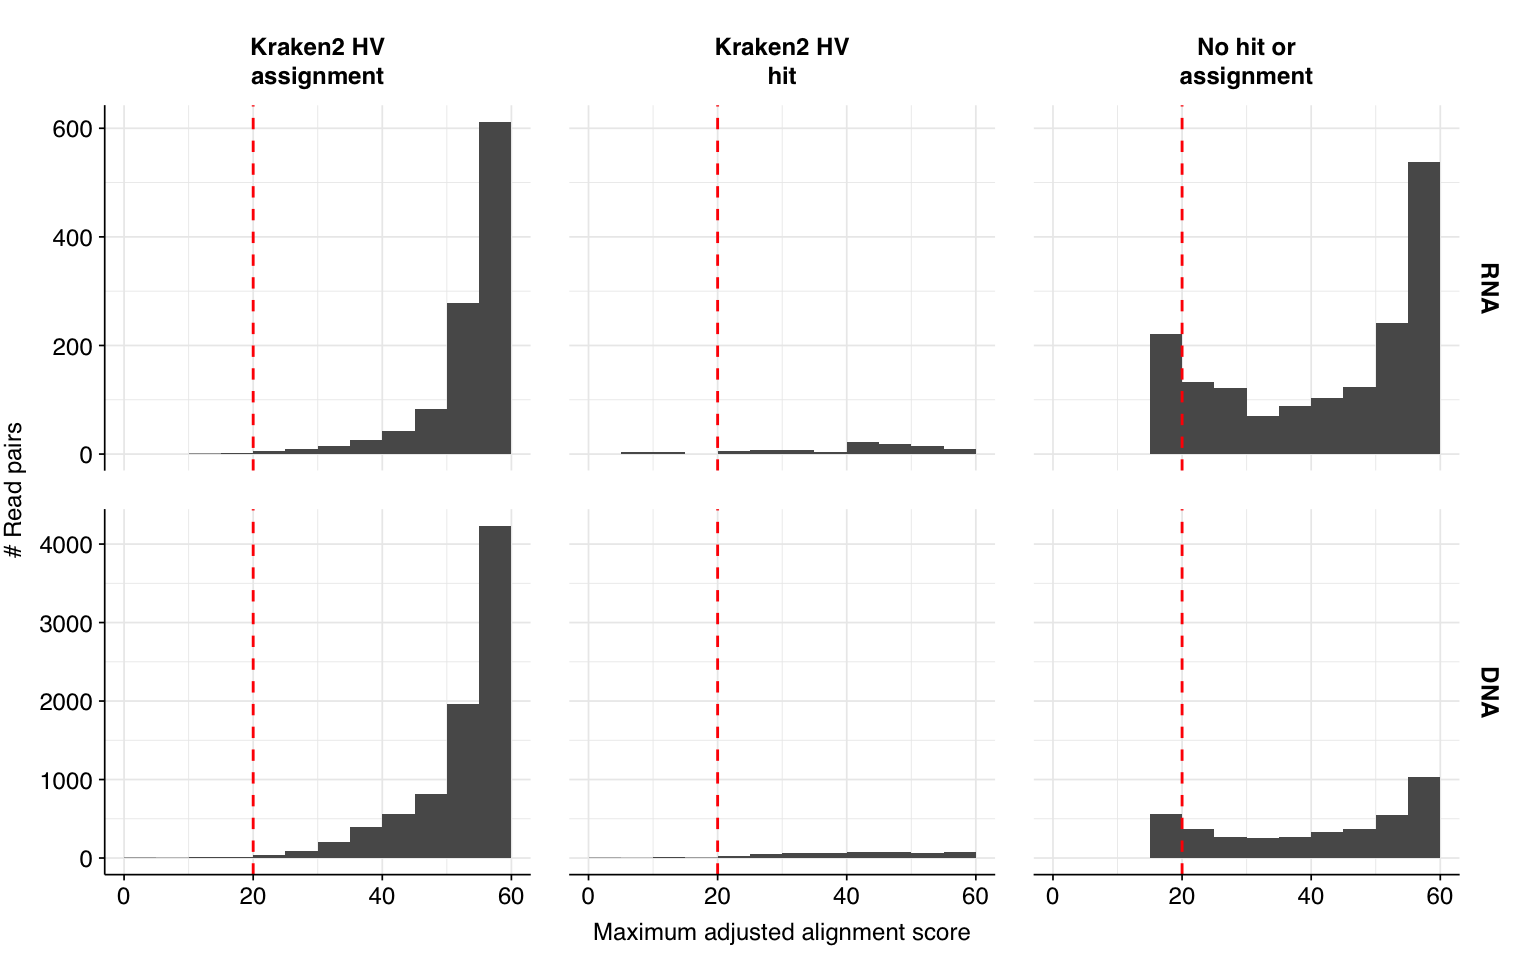 Kraken2 HV
assignment
Kraken2 HV
hit
No hit or
assignment
600
400
200
0
RNA
# Read pairs
4000
3000
2000
1000
0
DNA
0 20 40 60
0 20 40 60
0 20 40 60
Maximum adjusted alignment score